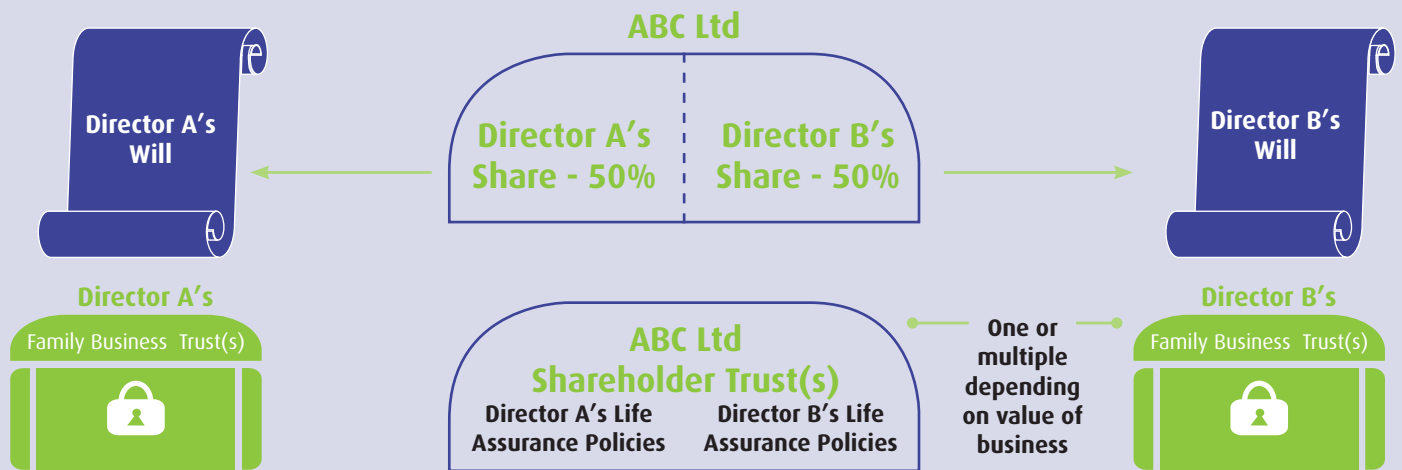 ABC Ltd
Director A's
Will
Director A's
Share - 50%
Director B's
Share - 50%
Director B's
Will
Director A's
Family Business Trust(s)
ABC Ltd
Shareholder Trust(s)
Director A's Life
Assurance Policies
Director B's Life
Assurance Policies
One or
multiple
depending
on value of
business
Director B's
Family Business Trust(s)